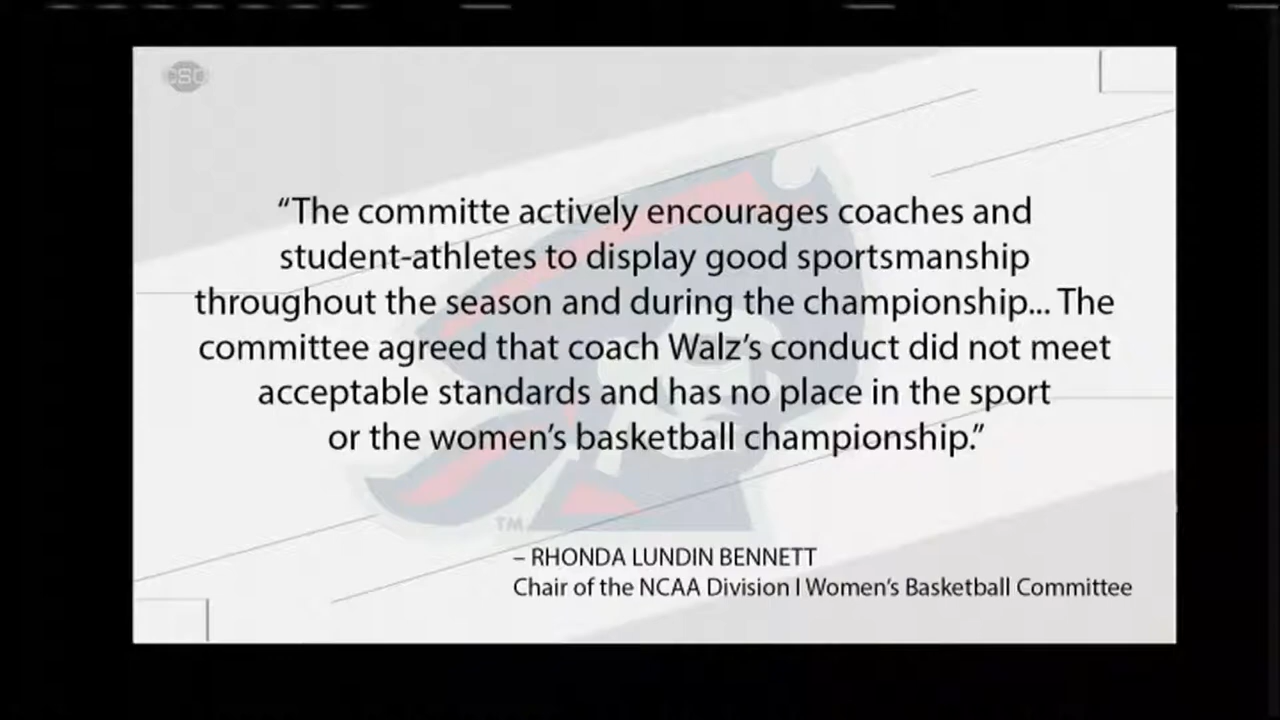 CSC
“The committe actively encourages coaches and
student-athletes to display good sportsmanship
throughout the season and during the championship... The
committee agreed that coach Walz’s conduct did not meet
acceptable standards and has no place in the sport
or the women’s basketball championship.”
TM
– RHONDA LUNDIN BENNETT
Chair of the NCAA Division I Women’s Basketball Committee